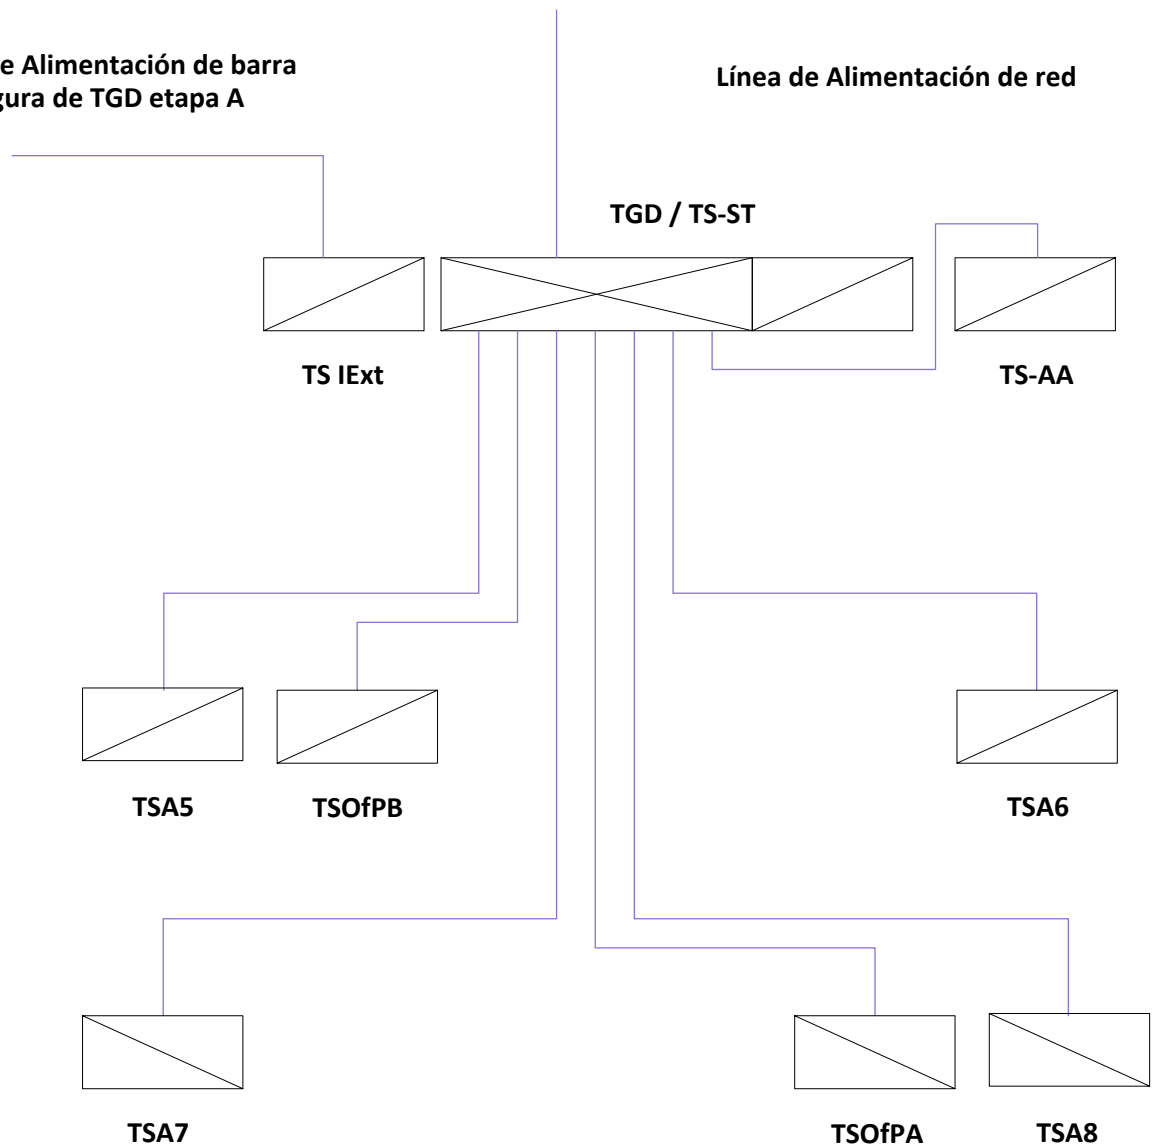 e Alimentación de barra
gura de TGD etapa A
Línea de Alimentación de red
TGD / TS-ST
TS IExt
TS-AA
TSA5
TSOfPB
TSA6
TSA7
TSOfPA
TSA8